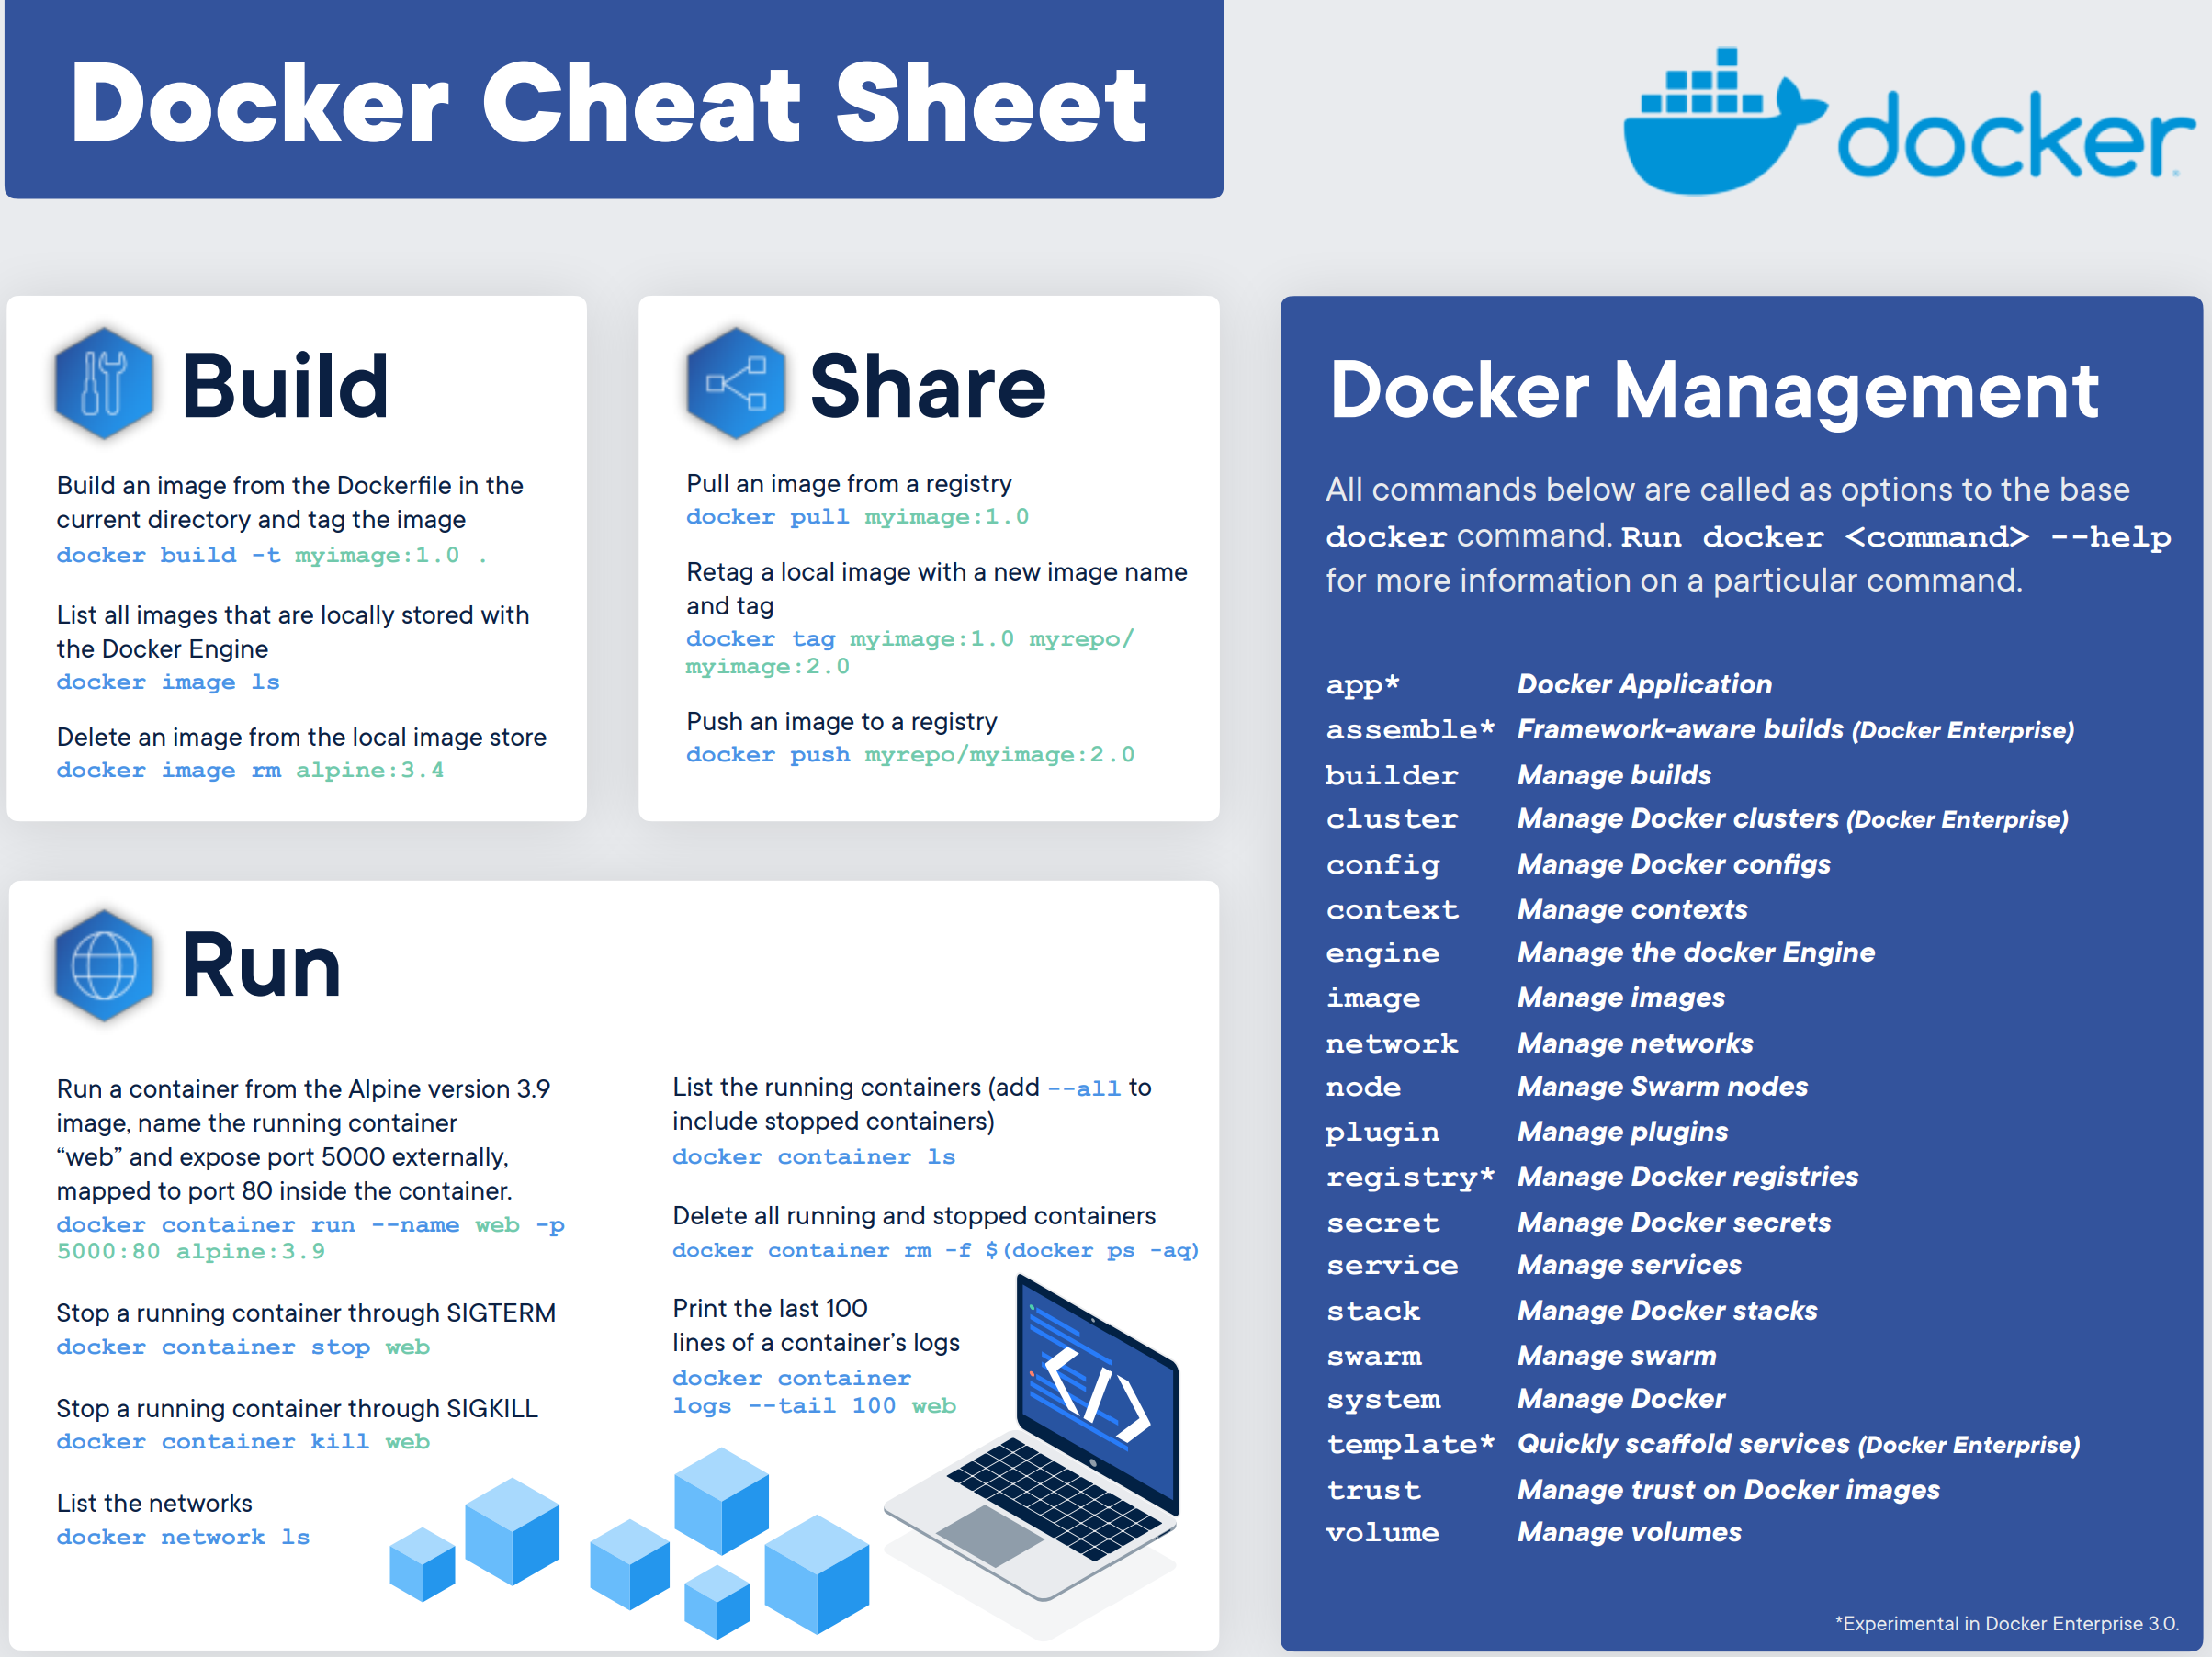 Docker Cheat Sheet
docker
Build
Build an image from the Dockerfile in the
current directory and tag the image
docker build -t myimage:1.0 .
List all images that are locally stored with
the Docker Engine
docker image ls
Delete an image from the local image store
docker image rm alpine:3.4
Share
Pull an image from a registry
docker pull myimage:1.0
Retag a local image with a new image name
and tag
docker tag myimage:1.0 myrepo/
myimage:2.0
Push an image to a registry
docker push myrepo/myimage:2.0
Run
Run a container from the Alpine version 3.9
image, name the running container
“web” and expose port 5000 externally,
mapped to port 80 inside the container.
docker container run --name web -p
5000:80 alpine:3.9
Stop a running container through SIGTERM
docker container stop web
Stop a running container through SIGKILL
docker container kill web
List the networks
docker network ls
List the running containers (add --all to
include stopped containers)
docker container ls
Delete all running and stopped containers
docker container rm -f $(docker ps -aq)
Print the last 100
lines of a container’s logs
docker container
logs --tail 100 web
</>
Docker Management
All commands below are called as options to the base
docker command. Run docker <command> --help
for more information on a particular command.
app* Docker Application
assemble* Framework-aware builds (Docker Enterprise)
builder Manage builds
cluster Manage Docker clusters (Docker Enterprise)
config Manage Docker configs
context Manage contexts
engine Manage the docker Engine
image Manage images
network Manage networks
node Manage Swarm nodes
plugin Manage plugins
registry* Manage Docker registries
secret Manage Docker secrets
service Manage services
stack Manage Docker stacks
swarm Manage swarm
system Manage Docker
template* Quickly scaffold services (Docker Enterprise)
trust Manage trust on Docker images
volume Manage volumes
*Experimental in Docker Enterprise 3.0.